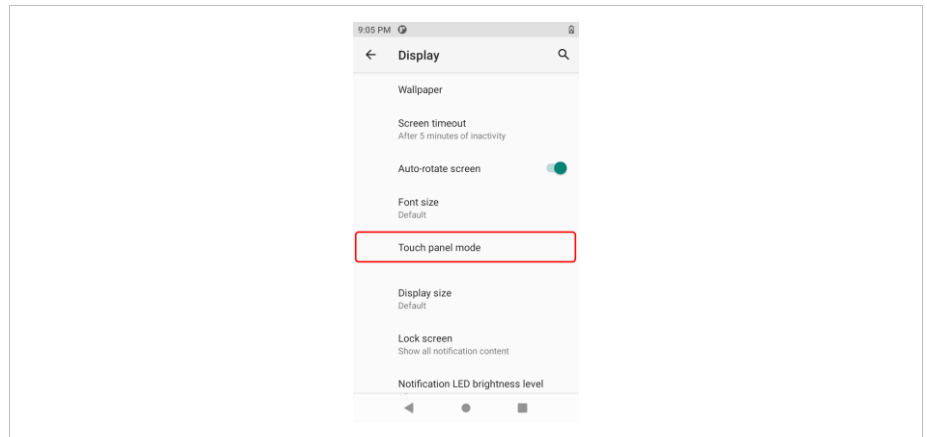 9:05 PM
Display
Wallpaper
Screen timeout
After 5 minutes of inactivity
Auto-rotate screen
Font size
Default
Touch panel mode
Display size
Default
Lock screen
Show all notification content
Notification LED brightness level